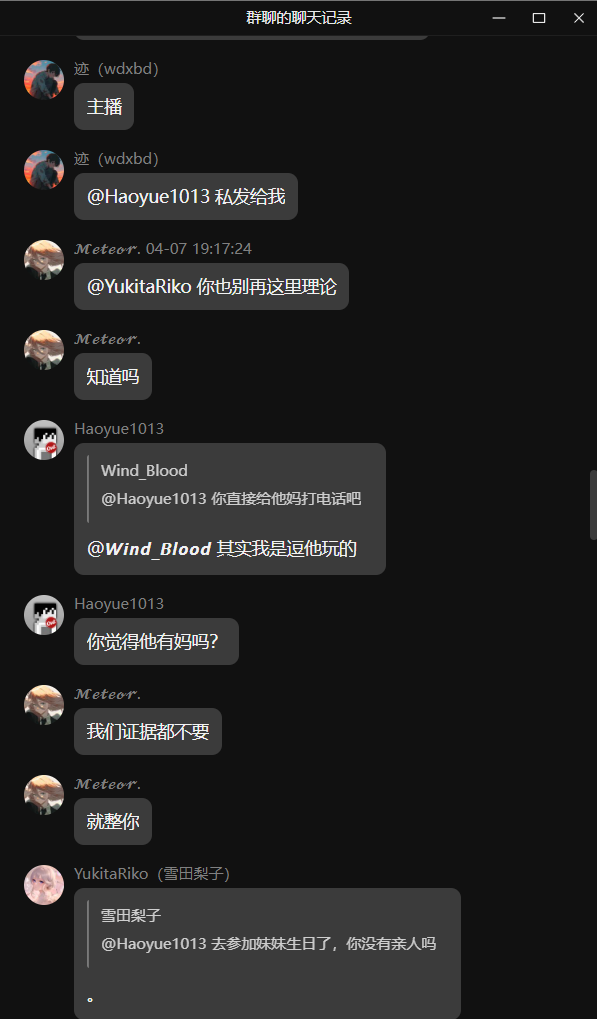 群聊的聊天记录
迹（wdxbd）
主播
迹（wdxbd）
@Haoyue1013 私发给我
𝓜𝓮𝓽𝓮𝓸𝓻. 04-07 19:17:24
@YukitaRiko 你也别再这里理论
𝓜𝓮𝓽𝓮𝓸𝓻.
知道吗
Haoyue1013
Wind_Blood
@Haoyue1013 你直接给他妈打电话吧
@𝑾𝒊𝒏𝒅_𝑩𝒍𝒐𝒐𝒅 其实我是逗他玩的
Haoyue1013
你觉得他有妈吗？
𝓜𝓮𝓽𝓮𝓸𝓻.
我们证据都不要
𝓜𝓮𝓽𝓮𝓸𝓻.
就整你
YukitaRiko（雪田梨子）
雪田梨子
@Haoyue1013 去参加妹妹生日了，你没有亲人吗
。